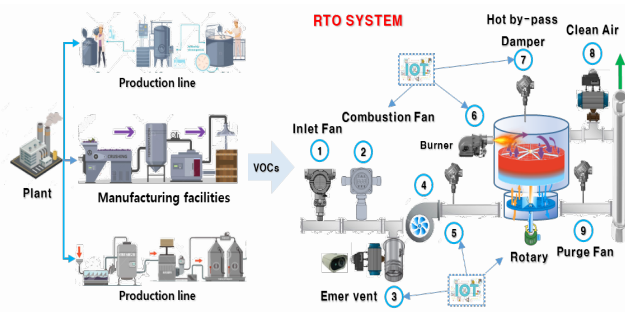 RTO SYSTEM
Hot by-pass
Damper
Clean Air
7
8
IOT
Production line
Combustion Fan
6
Inlet Fan
1
2
Burner
Plant
VOCs
4
Manufacturing facilities
5
9
Rotary
Purge Fan
IOT
Emer vent
3
Production line